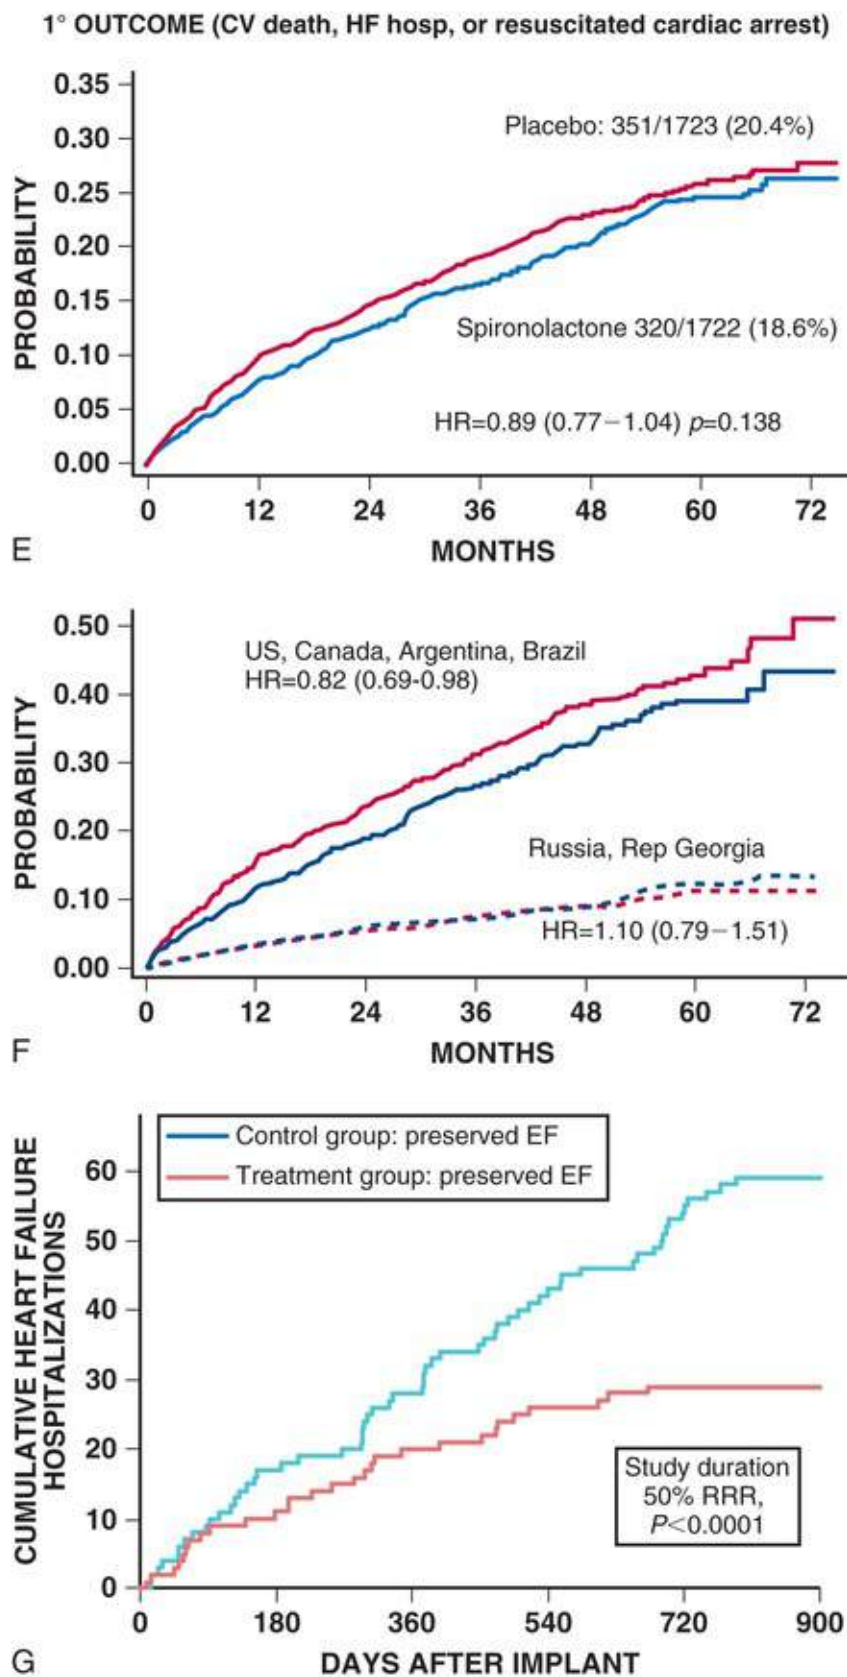 1° OUTCOME (CV death, HF hosp, or resuscitated cardiac arrest)
0.35
0.30
0.25
0.20
0.15
0.10
0.05
0.00
PROBABILITY
Placebo: 351/1723 (20.4%)
Spironolactone 320/1722 (18.6%)
HR=0.89 (0.77−1.04) p=0.138
0 12 24 36 48 60 72
MONTHS
E
0.50
0.40
0.30
0.20
0.10
0.00
PROBABILITY
US, Canada, Argentina, Brazil
HR=0.82 (0.69-0.98)
Russia, Rep Georgia
HR=1.10 (0.79−1.51)
0 12 24 36 48 60 72
MONTHS
F
Control group: preserved EF
Treatment group: preserved EF
60
50
40
30
20
10
0
CUMULATIVE HEART FAILURE
HOSPITALIZATIONS
Study duration
50% RRR,
P<0.0001
0 180 360 540 720 900
DAYS AFTER IMPLANT
G